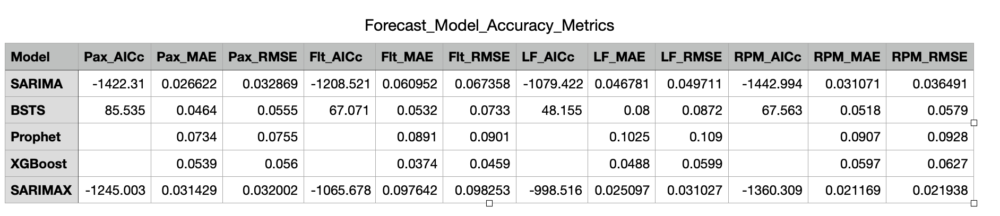 Forecast_Model_Accuracy_Metrics
Model Pax_AICc Pax_MAE Pax_RMSE Flt_AICc Flt_MAE Flt_RMSE LF_AICc LF_MAE LF_RMSE RPM_AICc RPM_MAE RPM_RMSE
SARIMA -1422.31 0.026622 0.032869 -1208.521 0.060952 0.067358 -1079.422 0.046781 0.049711 -1442.994 0.031071 0.036491
BSTS 85.535 0.0464 0.0555 67.071 0.0532 0.0733 48.155 0.08 0.0872 67.563 0.0518 0.0579
Prophet 0.0734 0.0755 0.0891 0.0901 0.1025 0.109 0.0907 0.0928
XGBoost 0.0539 0.056 0.0374 0.0459 0.0488 0.0599 0.0597 0.0627
SARIMAX -1245.003 0.031429 0.032002 -1065.678 0.097642 0.098253 -998.516 0.025097 0.031027 -1360.309 0.021169 0.021938